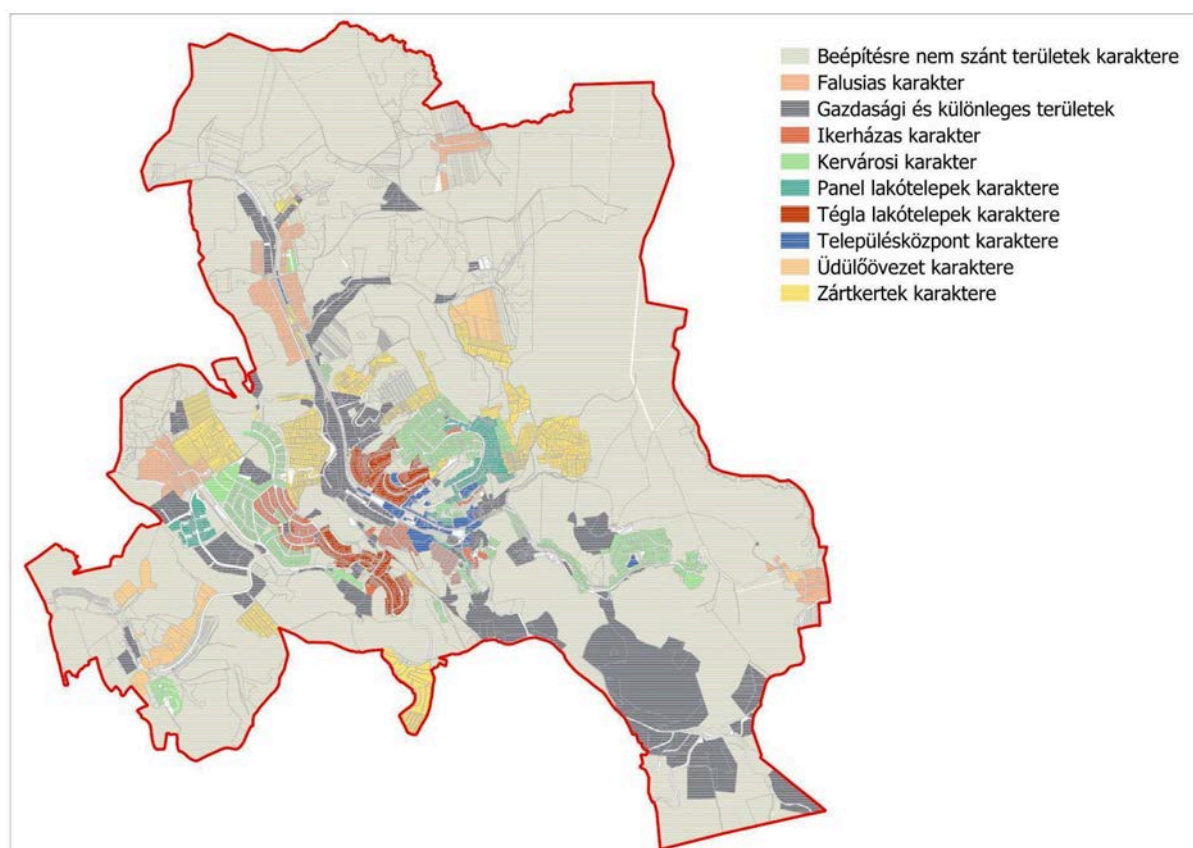 Beépítésre nem szánt területek karaktere
Falusias karakter
Gazdasági és különleges területek
Ikerházas karakter
Kervárosi karakter
Panel lakótelepek karaktere
Tégla lakótelepek karaktere
Településközpont karaktere
Üdülőövezet karaktere
Zártkertek karaktere